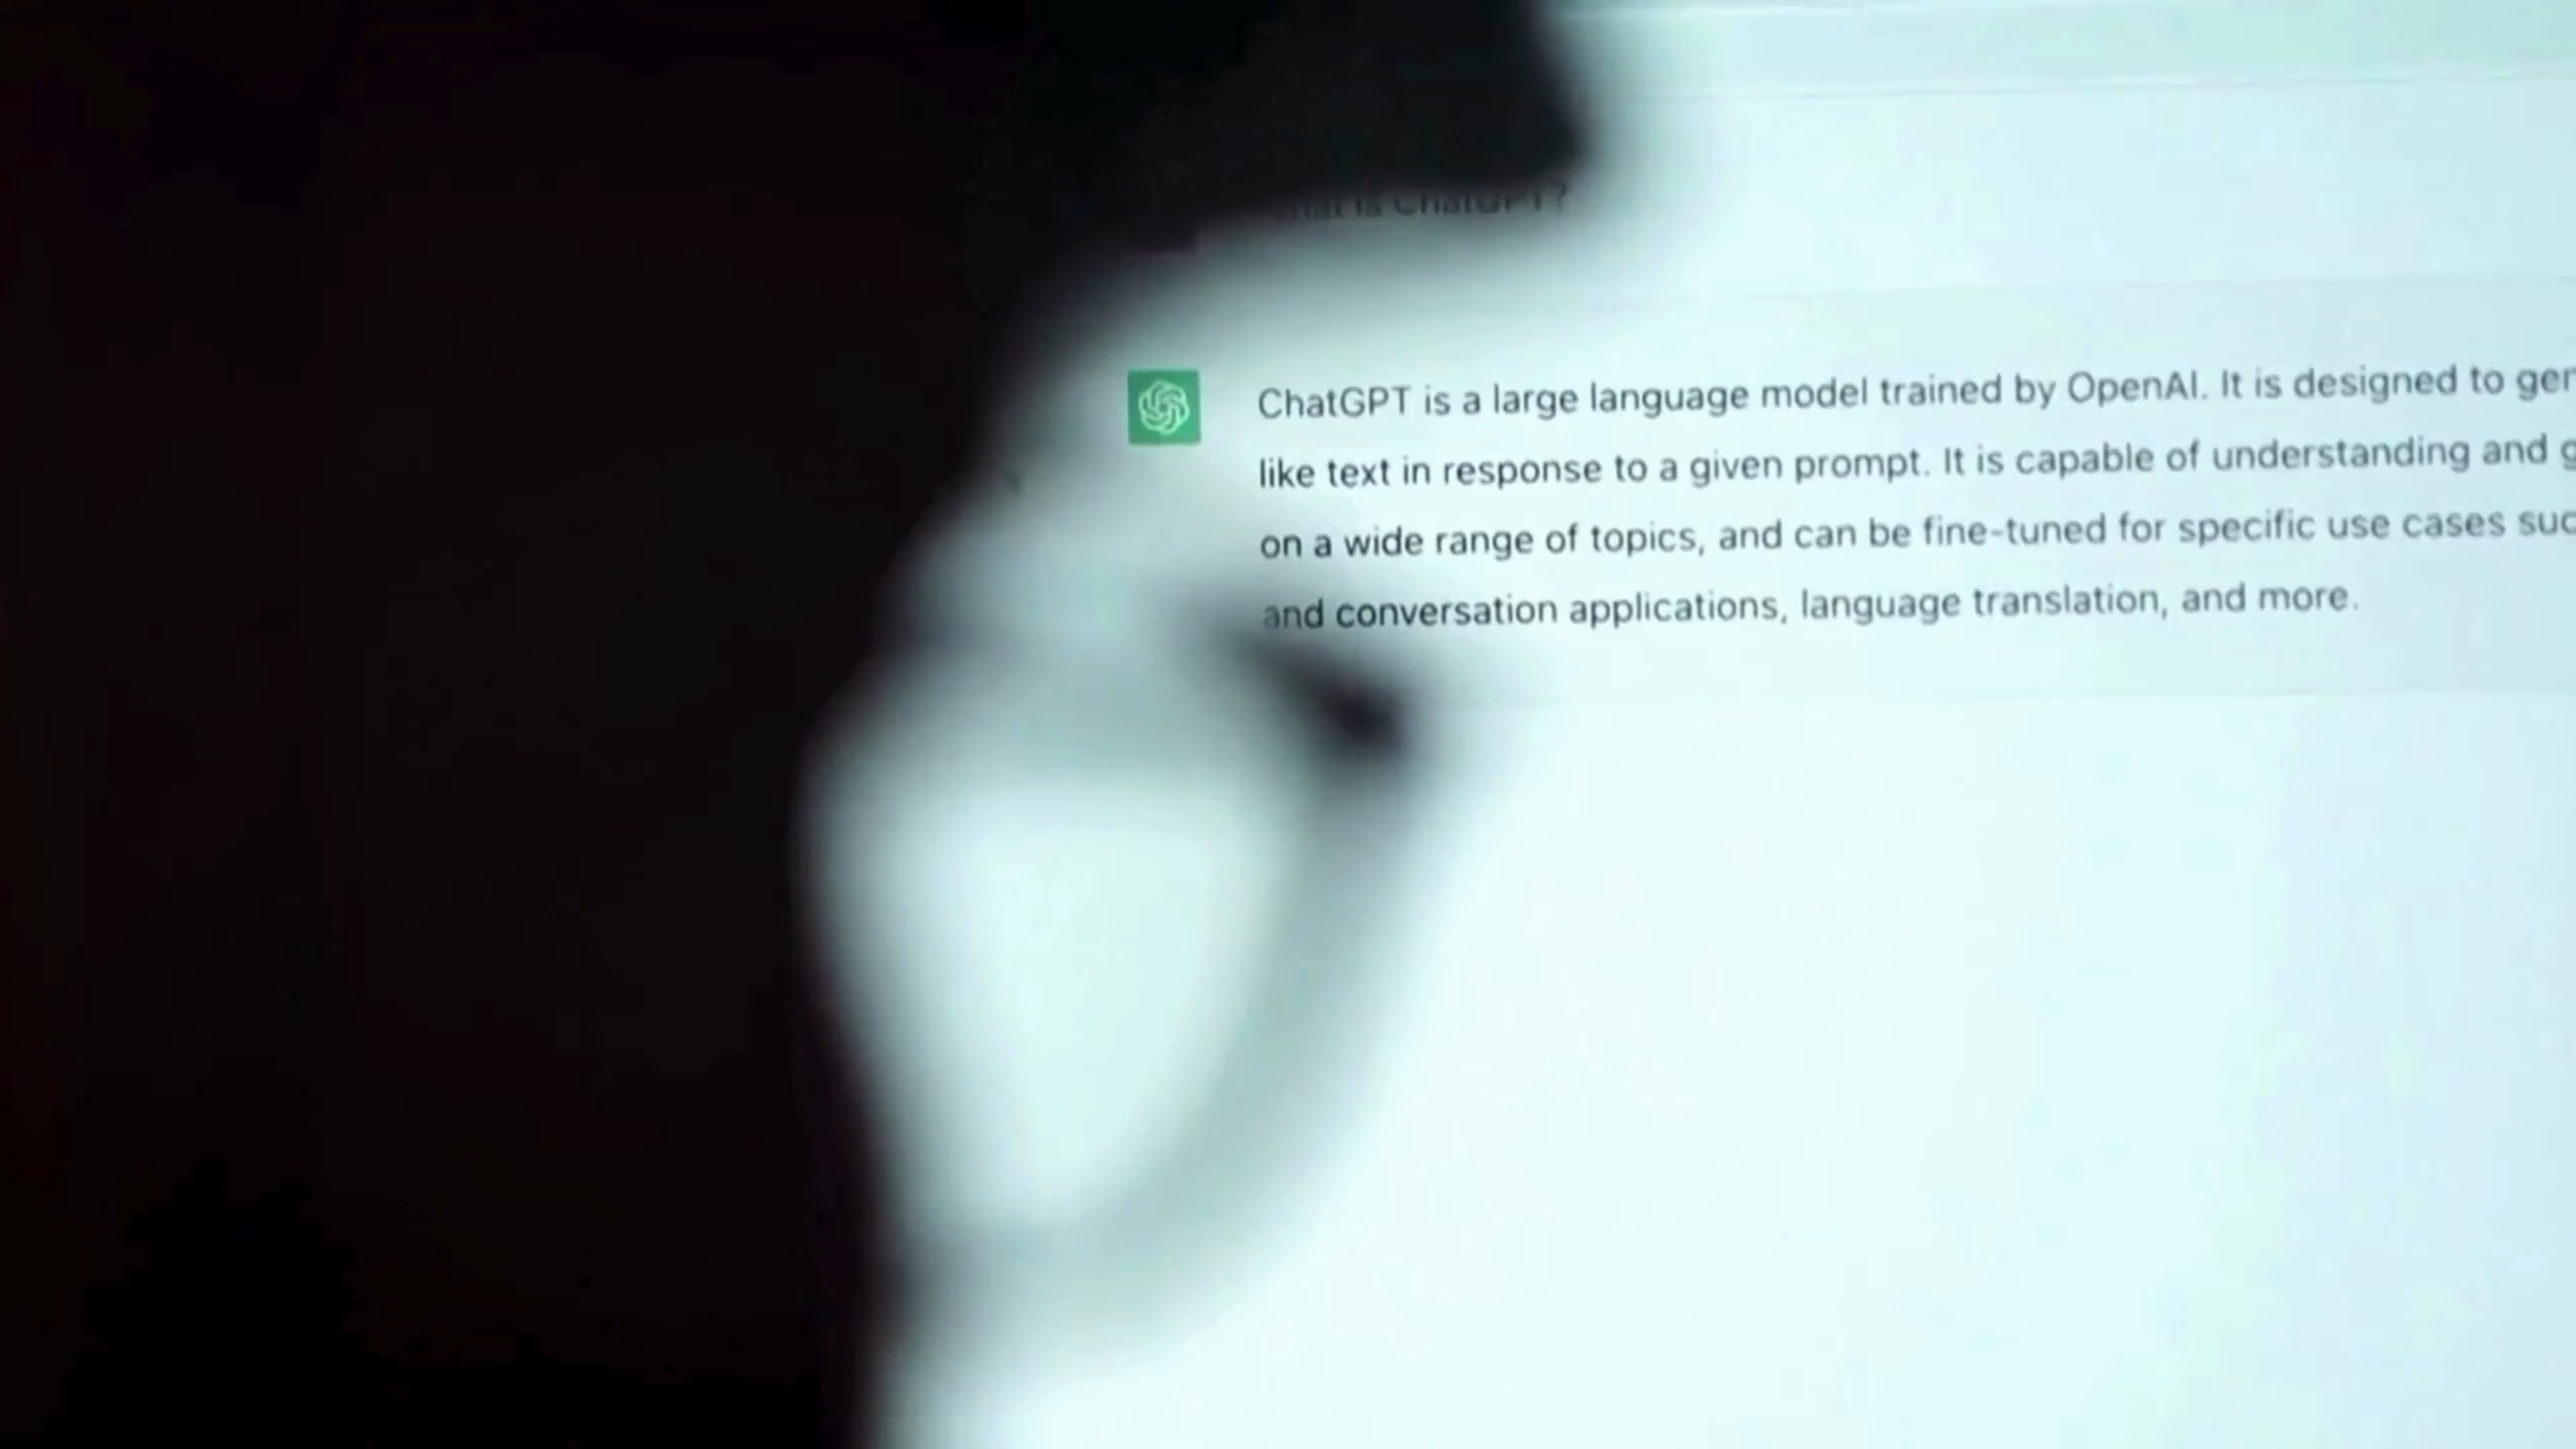 is ChatGPT?
ChatGPT is a large language model trained by OpenAI. It is designed to
like text in response to a given prompt. It is capable of understanding and
on a wide range of topics, and can be fine-tuned for specific use cases
and conversation applications, language translation, and more.